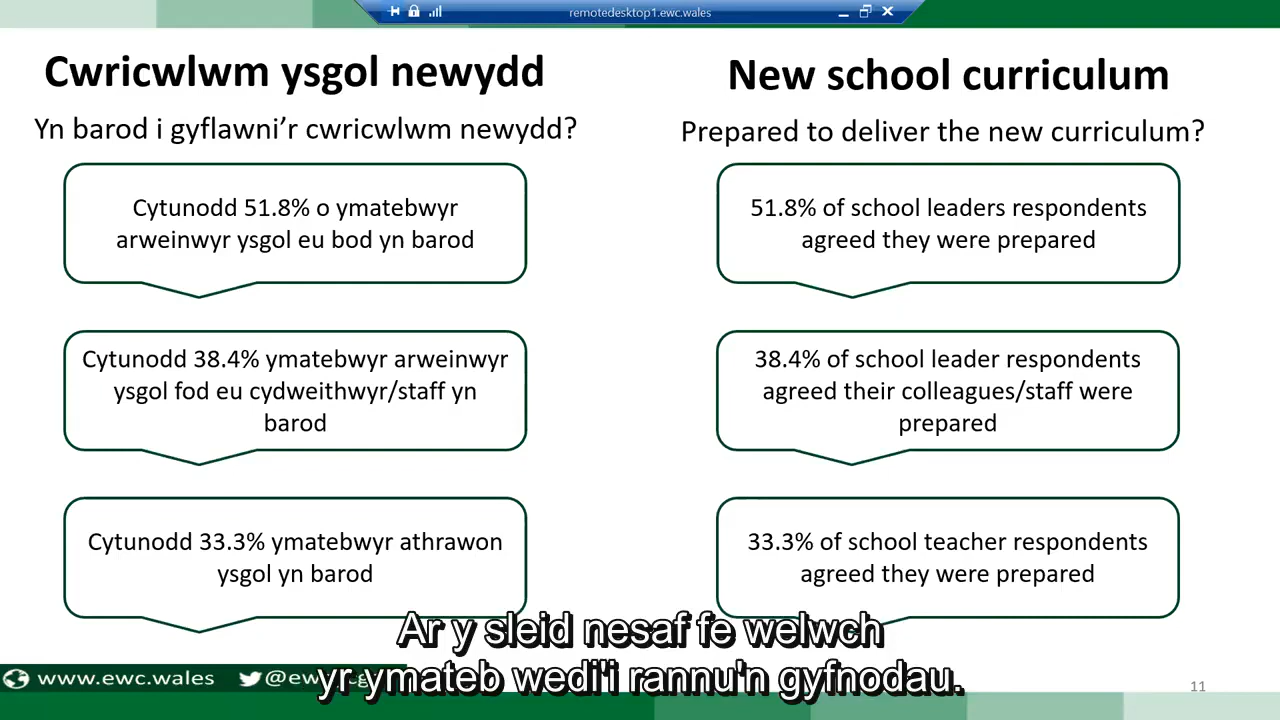 remotedesktop1.ewc.wales
Cwricwlwm ysgol newydd
Yn barod i gyflawni’r cwricwlwm newydd?
Cytunodd 51.8% o ymatebwyr
arweinwyr ysgol eu bod yn barod
Cytunodd 38.4% ymatebwyr arweinwyr
ysgol fod eu cydweithwyr/staff yn
barod
Cytunodd 33.3% ymatebwyr athrawon
ysgol yn barod
New school curriculum
Prepared to deliver the new curriculum?
51.8% of school leaders respondents
agreed they were prepared
38.4% of school leader respondents
agreed their colleagues/staff were
prepared
33.3% of school teacher respondents
agreed they were prepared
Ar y sleid nesaf fe welwch
yr ymateb wedi'i rannu'n gyfnodau.
www.ewc.wales
11